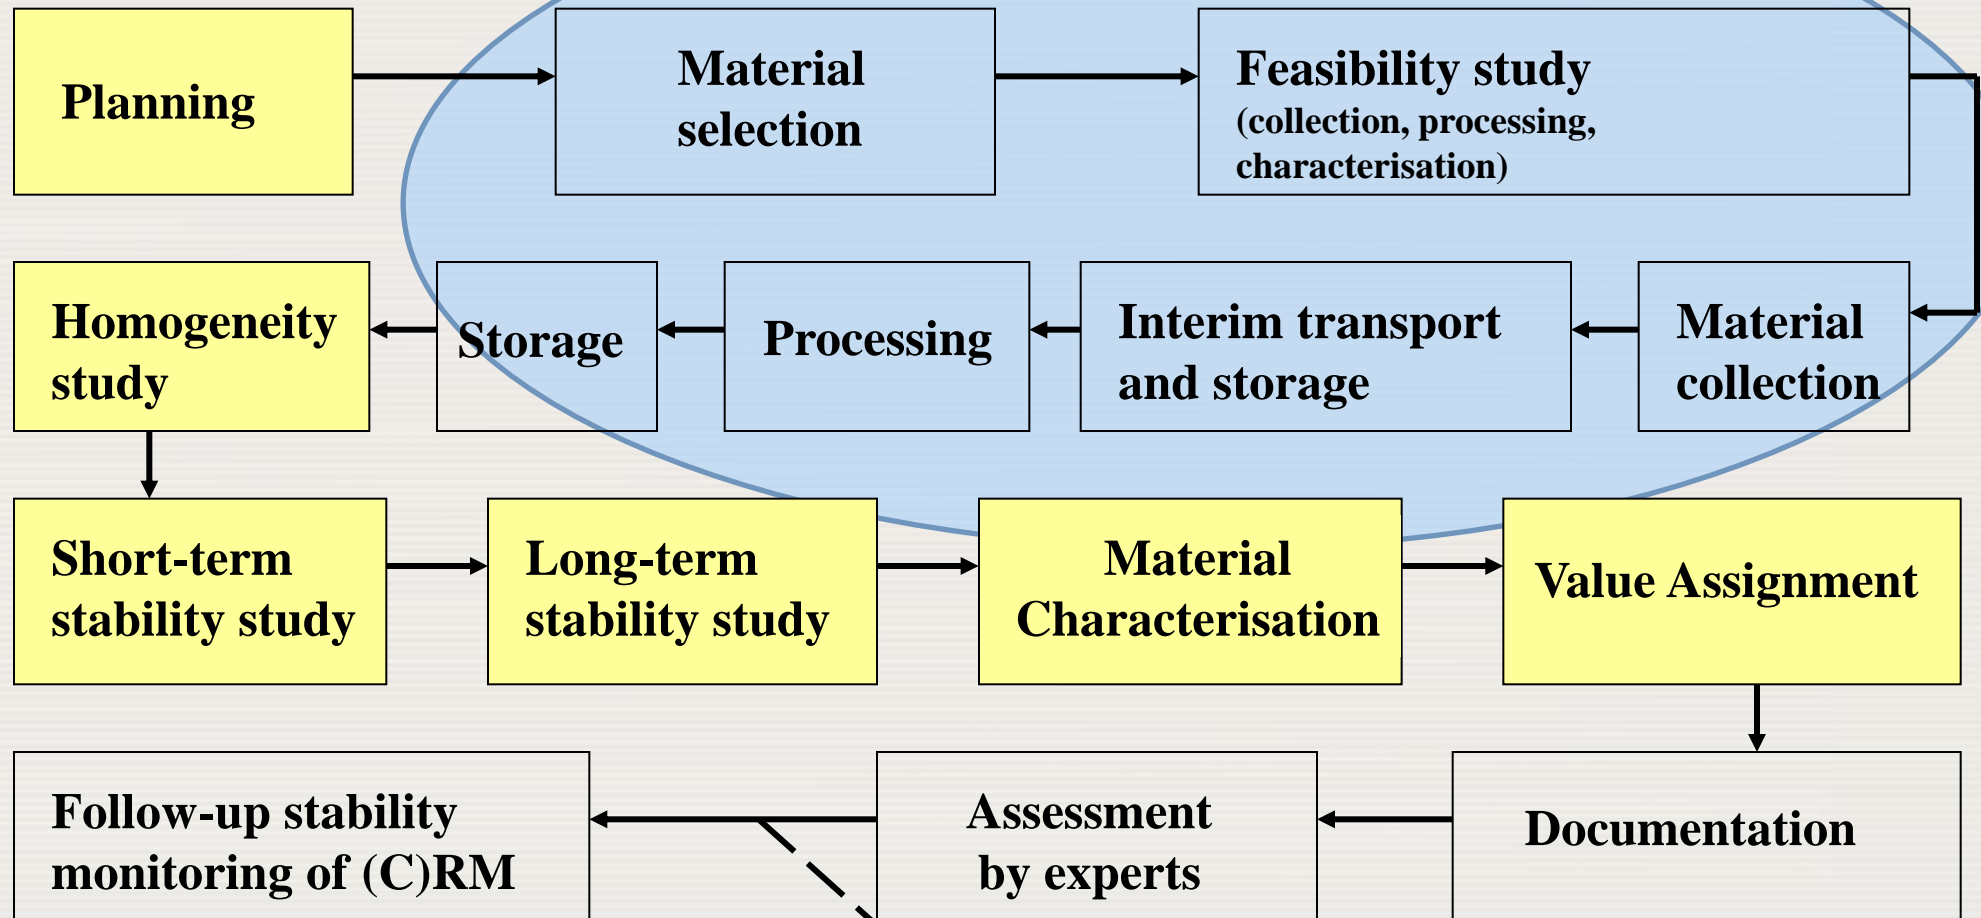 Planning
Material
selection
Feasibility study
(collection, processing,
characterisation)
Homogeneity
study
Storage
Processing
Interim transport
and storage
Material
collection
Short-term
stability study
Long-term
stability study
Material
Characterisation
Value Assignment
Follow-up stability
monitoring of (C)RM
Assessment
by experts
Documentation